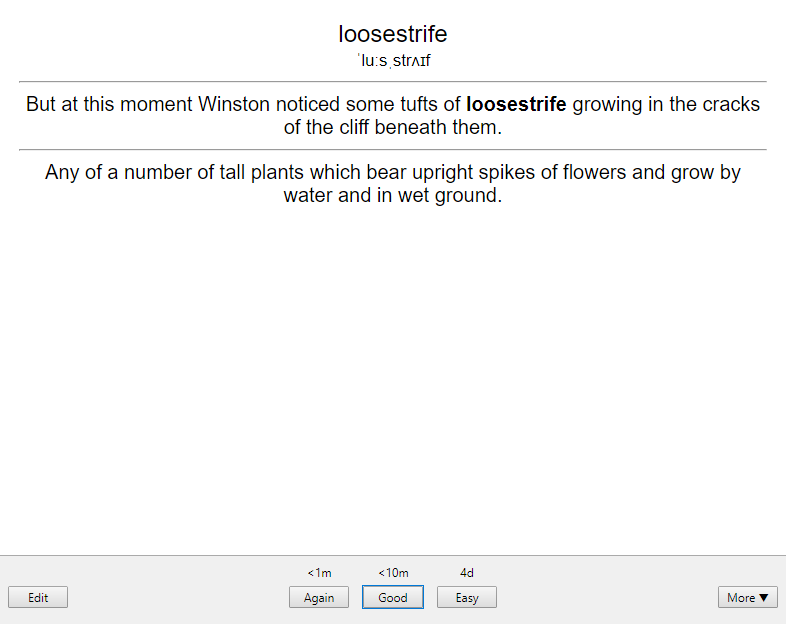 loosestrife
ˈluːsˌstrʌɪf
But at this moment Winston noticed some tufts of loosestrife growing in the cracks
of the cliff beneath them.
Any of a number of tall plants which bear upright spikes of flowers and grow by
water and in wet ground.
<1m <10m 4d
Edit Again Good Easy More ▼